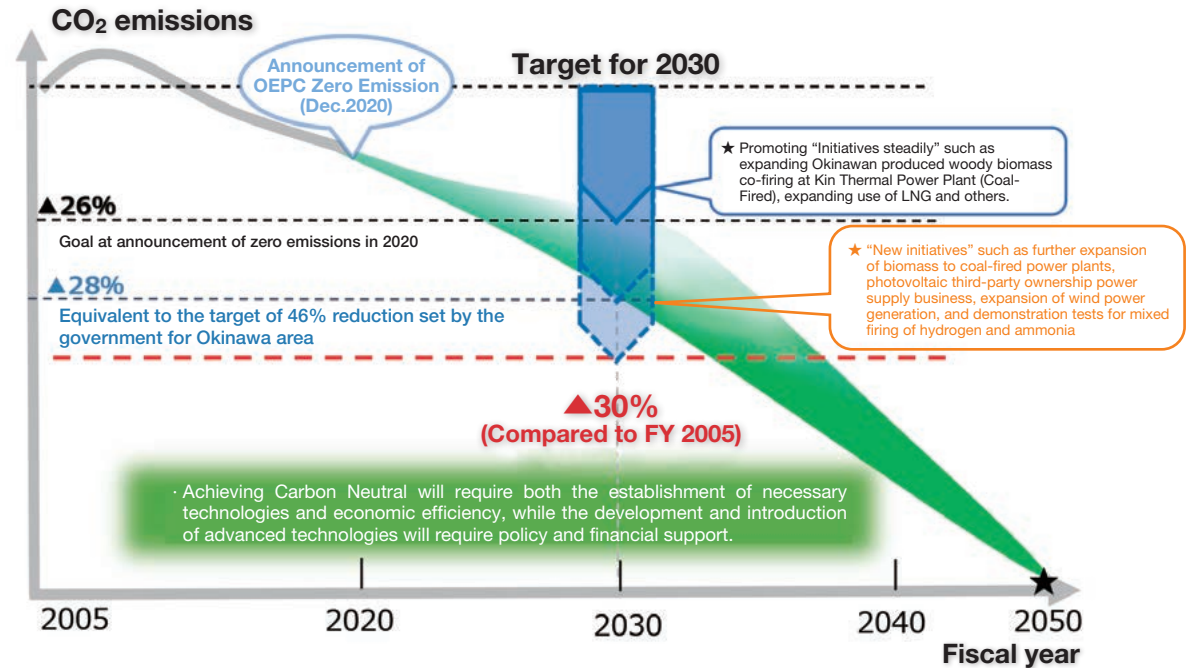 CO₂ emissions
Announcement of
OEPC Zero Emission
(Dec.2020)
Target for 2030
★ Promoting “Initiatives steadily” such as
expanding Okinawan produced woody biomass
co-firing at Kin Thermal Power Plant (Coal-
Fired), expanding use of LNG and others.
▲26%
Goal at announcement of zero emissions in 2020
★ “New initiatives” such as further expansion
of biomass to coal-fired power plants,
photovoltaic third-party ownership power
supply business, expansion of wind power
generation, and demonstration tests for mixed
firing of hydrogen and ammonia
▲28%
Equivalent to the target of 46% reduction set by the
government for Okinawa area
▲30%
(Compared to FY 2005)
· Achieving Carbon Neutral will require both the establishment of necessary
technologies and economic efficiency, while the development and introduction
of advanced technologies will require policy and financial support.
2005
2020
2030
2040
2050
Fiscal year